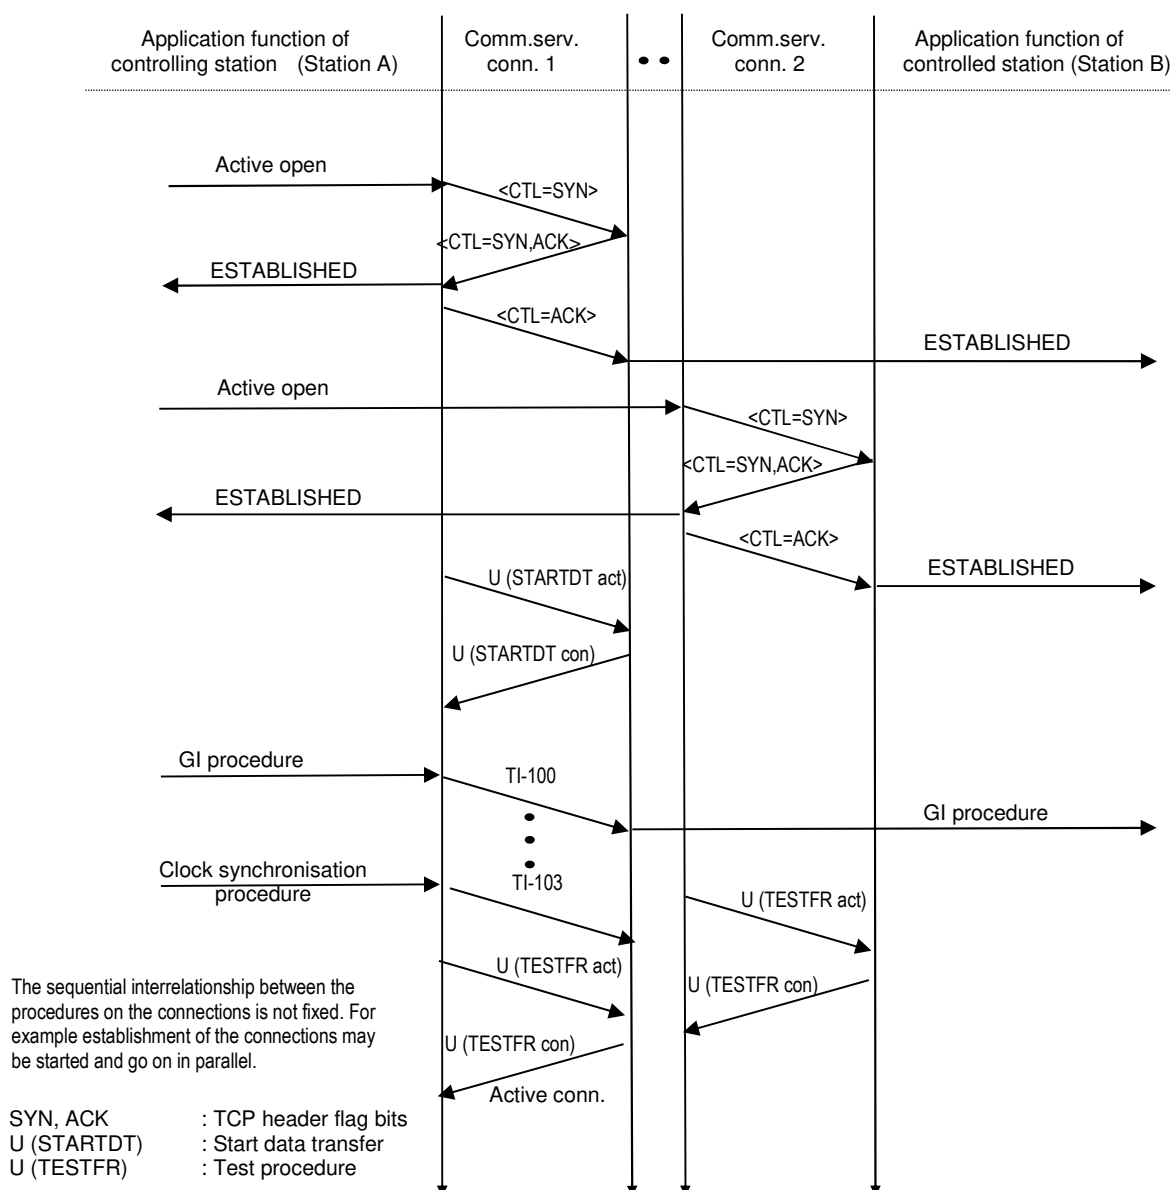 Application function of
controlling station (Station A)
Comm.serv.
conn. 1
Comm.serv.
conn. 2
Application function of
controlled station (Station B)
Active open
<CTL=SYN>
<CTL=SYN,ACK>
ESTABLISHED
<CTL=ACK>
ESTABLISHED
Active open
<CTL=SYN>
<CTL=SYN,ACK>
ESTABLISHED
<CTL=ACK>
U (STARTDT act)
ESTABLISHED
U (STARTDT con)
GI procedure
TI-100
GI procedure
Clock synchronisation
procedure
TI-103
U (TESTFR act)
U (TESTFR act)
U (TESTFR con)
The sequential interrelationship between the
procedures on the connections is not fixed. For
example establishment of the connections may
be started and go on in parallel.
U (TESTFR con)
Active conn.
SYN, ACK : TCP header flag bits
U (STARTDT) : Start data transfer
U (TESTFR) : Test procedure